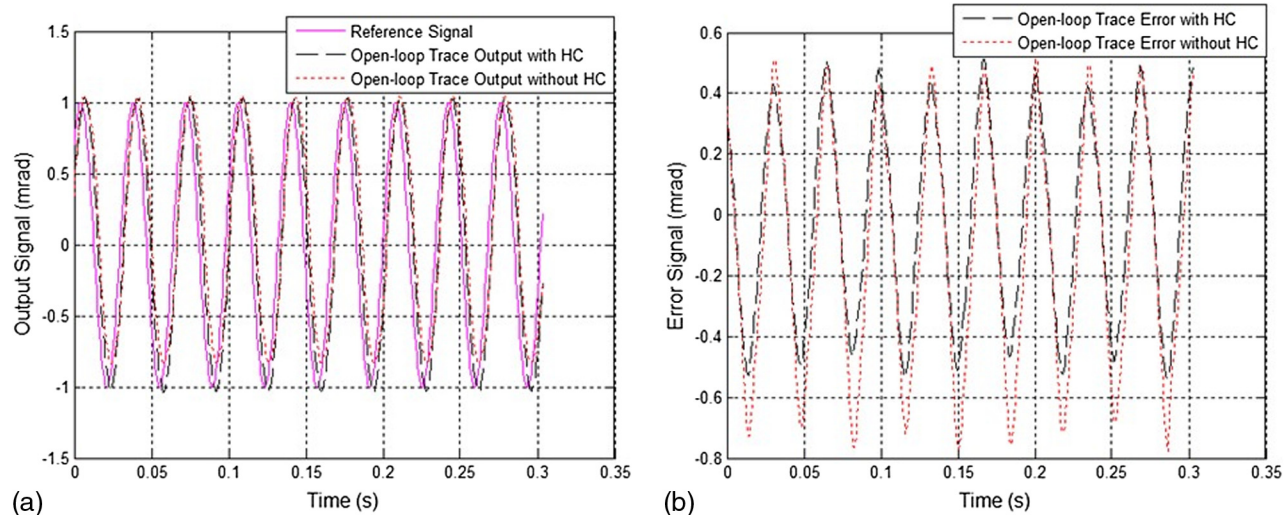 Reference Signal
Open-loop Trace Output with HC
Open-loop Trace Output without HC
1.5
1
0.5
0
-0.5
-1
-1.5
Output Signal (mrad)
0
0.05
0.1
0.15
0.2
0.25
0.3
0.35
Time (s)
(a)
Open-loop Trace Error with HC
Open-loop Trace Error without HC
0.6
0.4
0.2
0
-0.2
-0.4
-0.6
-0.8
Error Signal (mrad)
0
0.05
0.1
0.15
0.2
0.25
0.3
0.35
Time (s)
(b)